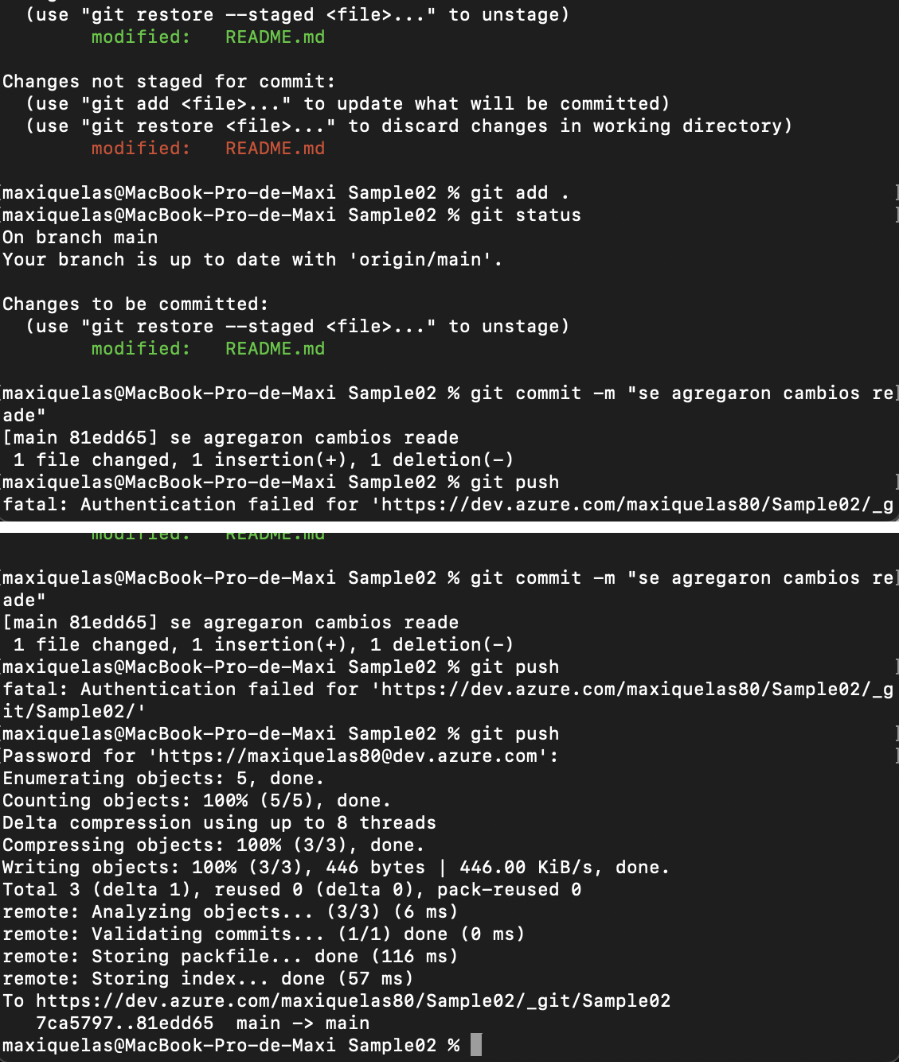 (use "git restore --staged <file>..." to unstage)
modified:   README.md
Changes not staged for commit:
(use "git add <file>..." to update what will be committed)
(use "git restore <file>..." to discard changes in working directory)
modified:   README.md
[maxiquelas@MacBook-Pro-de-Maxi Sample02 % git add . ]
[maxiquelas@MacBook-Pro-de-Maxi Sample02 % git status ]
On branch main
Your branch is up to date with 'origin/main'.
Changes to be committed:
(use "git restore --staged <file>..." to unstage)
modified:   README.md
[maxiquelas@MacBook-Pro-de-Maxi Sample02 % git commit -m "se agregaron cambios re]
ade"
[main 81edd65] se agregaron cambios reade
1 file changed, 1 insertion(+), 1 deletion(-)
[maxiquelas@MacBook-Pro-de-Maxi Sample02 % git push
fatal: Authentication failed for 'https://dev.azure.com/maxiquelas80/Sample02/_g
modified:   README.md
[maxiquelas@MacBook-Pro-de-Maxi Sample02 % git commit -m "se agregaron cambios re]
ade"
[main 81edd65] se agregaron cambios reade
1 file changed, 1 insertion(+), 1 deletion(-)
[maxiquelas@MacBook-Pro-de-Maxi Sample02 % git push ]
fatal: Authentication failed for 'https://dev.azure.com/maxiquelas80/Sample02/_g
it/Sample02/'
[maxiquelas@MacBook-Pro-de-Maxi Sample02 % git push ]
[Password for 'https://maxiquelas80@dev.azure.com': ]
Enumerating objects: 5, done.
Counting objects: 100% (5/5), done.
Delta compression using up to 8 threads
Compressing objects: 100% (3/3), done.
Writing objects: 100% (3/3), 446 bytes | 446.00 KiB/s, done.
Total 3 (delta 1), reused 0 (delta 0), pack-reused 0
remote: Analyzing objects... (3/3) (6 ms)
remote: Validating commits... (1/1) done (0 ms)
remote: Storing packfile... done (116 ms)
remote: Storing index... done (57 ms)
To https://dev.azure.com/maxiquelas80/Sample02/_git/Sample02
7ca5797..81edd65  main -> main
maxiquelas@MacBook-Pro-de-Maxi Sample02 %